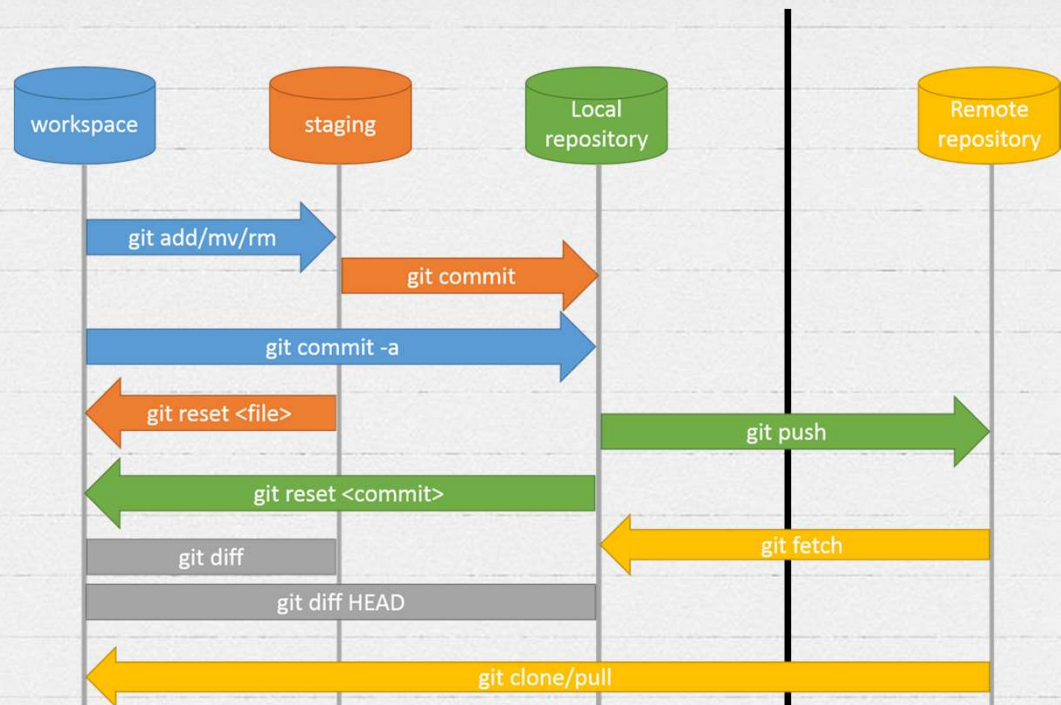 workspace
staging
Local
repository
Remote
repository
git add/mv/rm
git commit
git commit -a
git reset <file>
git push
git reset <commit>
git fetch
git diff
git diff HEAD
git clone/pull